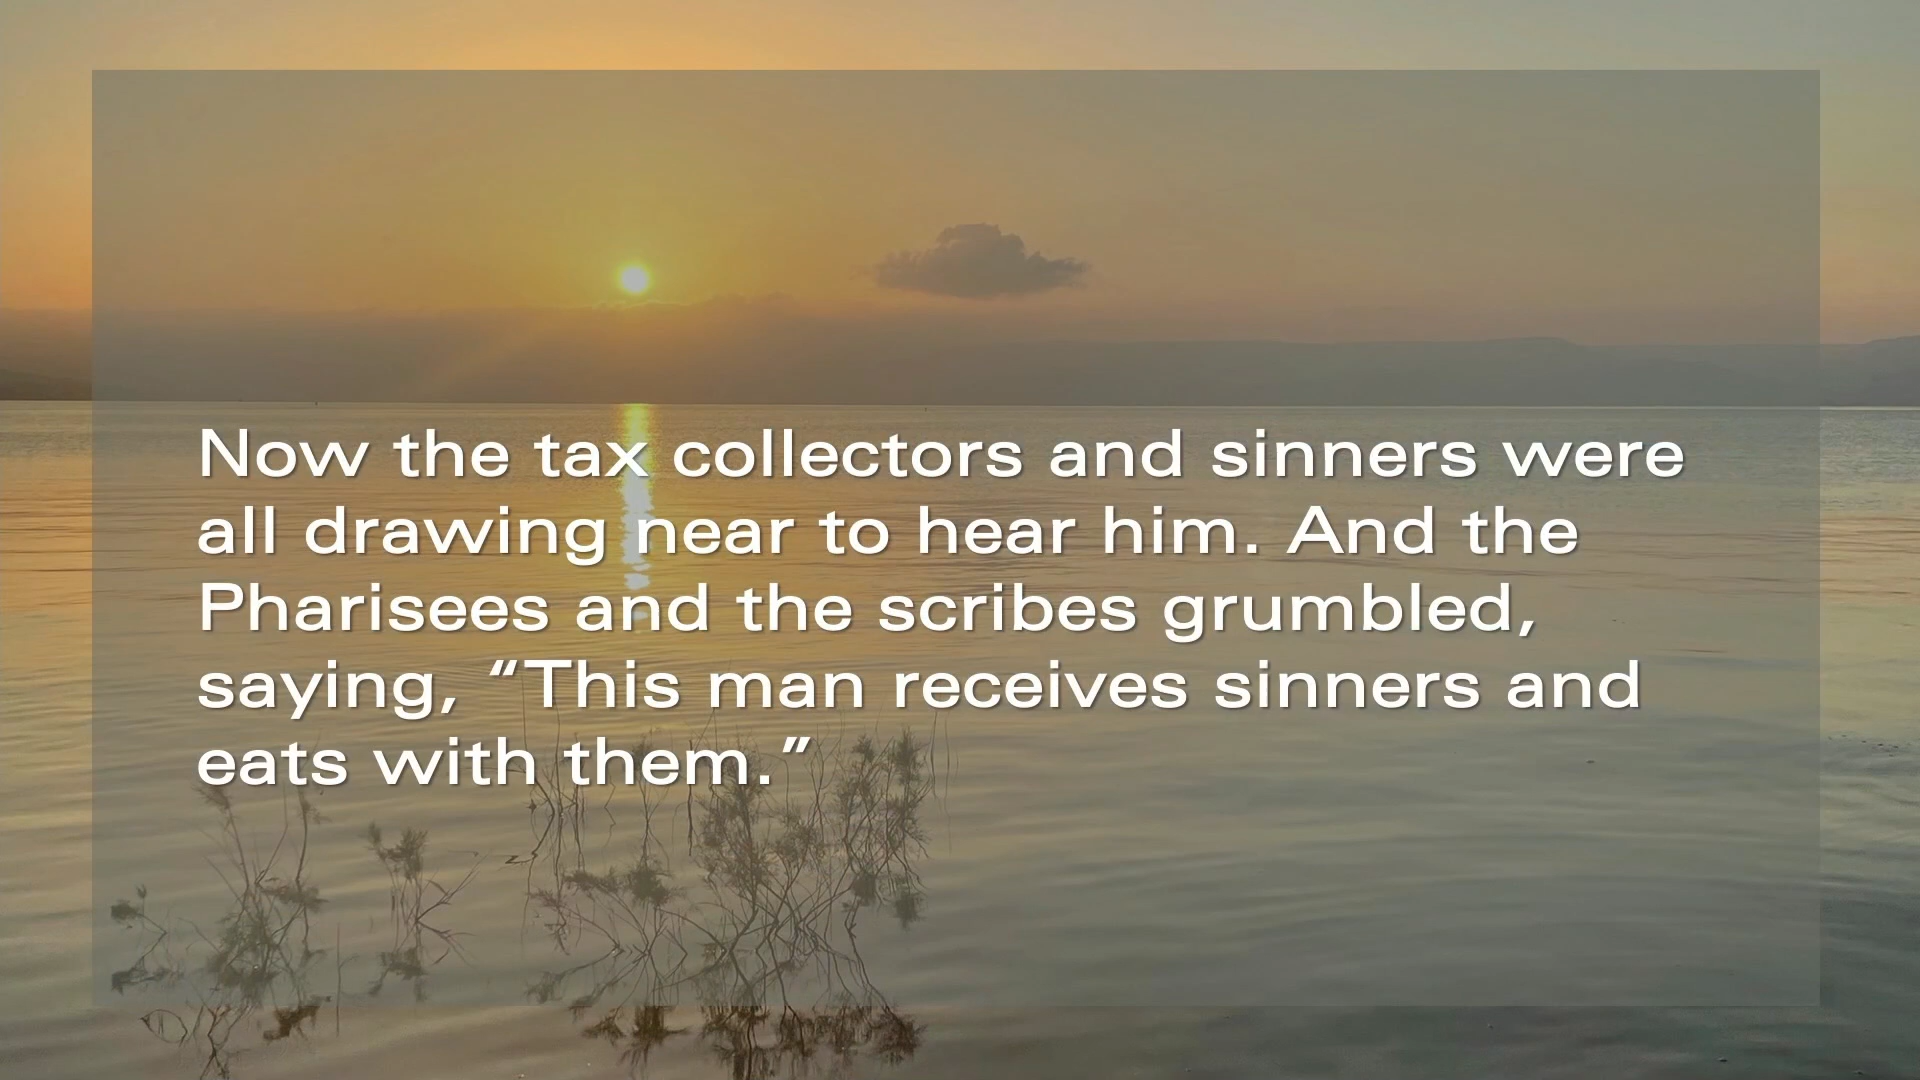 Now the tax collectors and sinners were
all drawing near to hear him. And the
Pharisees and the scribes grumbled,
saying, “This man receives sinners and
eats with them.”